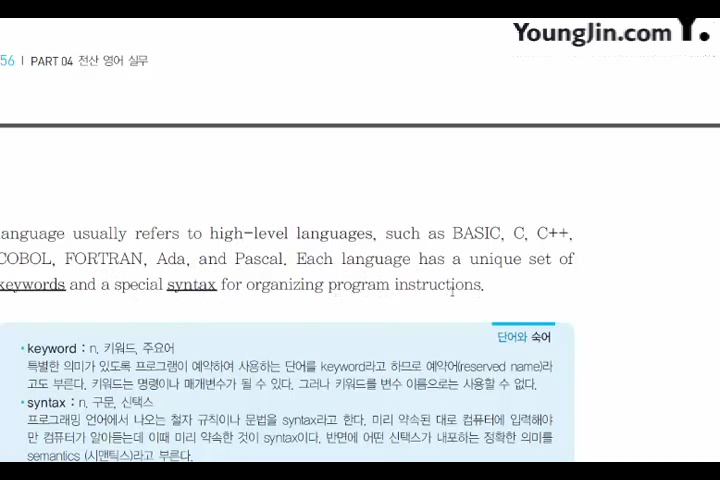 YoungJin.com Y.
56 | PART 04 전산 영어 실무
anguage usually refers to high-level languages, such as BASIC, C, C++,
COBOL, FORTRAN, Ada, and Pascal. Each language has a unique set of
keywords and a special syntax for organizing program instructions.
단어와 숙어
• keyword : n. 키워드, 주요어
특별한 의미가 있도록 프로그램이 예약하여 사용하는 단어를 keyword라고 하므로 예약어(reserved name)라
고도 부른다. 키워드는 명령이나 매개변수가 될 수 있다. 그러나 키워드를 변수 이름으로는 사용할 수 없다.
• syntax : n. 구문, 신택스
프로그래밍 언어에서 나오는 철자 규칙이나 문법을 syntax라고 한다. 미리 약속된 대로 컴퓨터에 입력해야
만 컴퓨터가 알아듣는데 이때 미리 약속한 것이 syntax이다. 반면에 어떤 신택스가 내포하는 정확한 의미를
semantics (시맨틱스)라고 부른다.